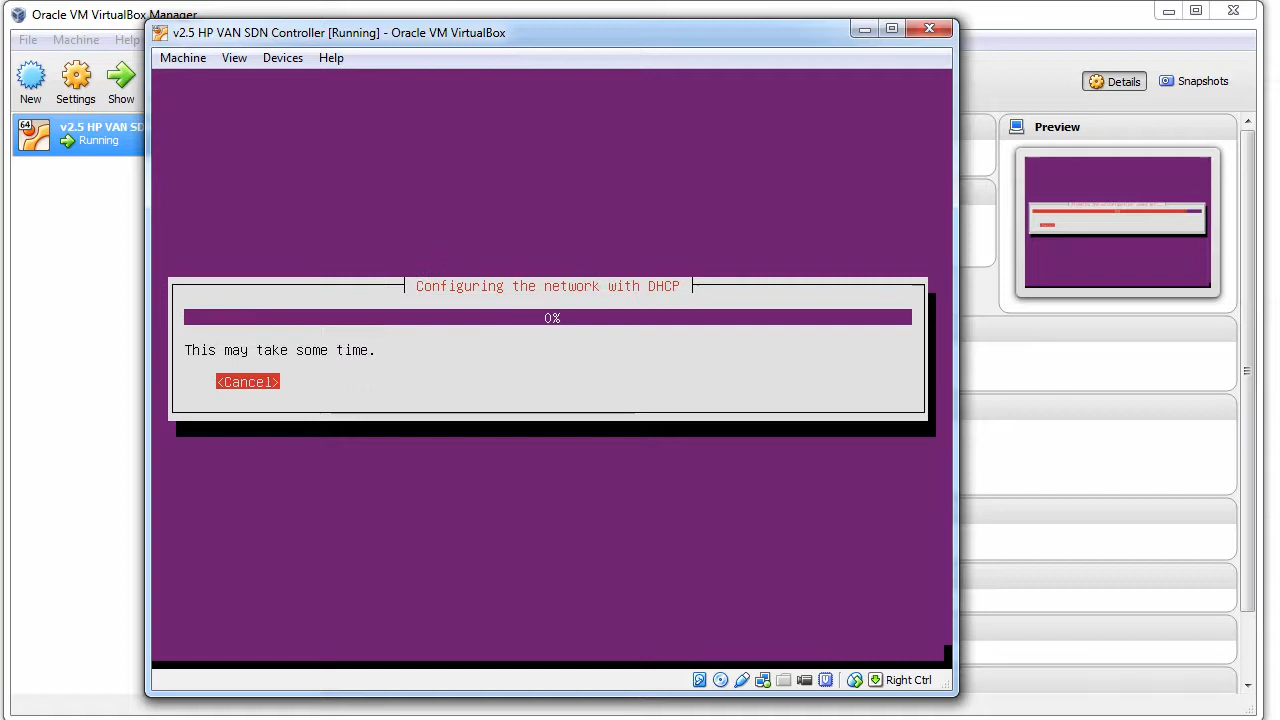 Oracle VM VirtualBox Manager
File Machine Help
New Settings Show
Details Snapshots
64 v2.5 HP VAN SD
Running
v2.5 HP VAN SDN Controller [Running] - Oracle VM VirtualBox
Machine View Devices Help
Configuring the network with DHCP
0%
This may take some time.
<Cancel>
Right Ctrl
Preview